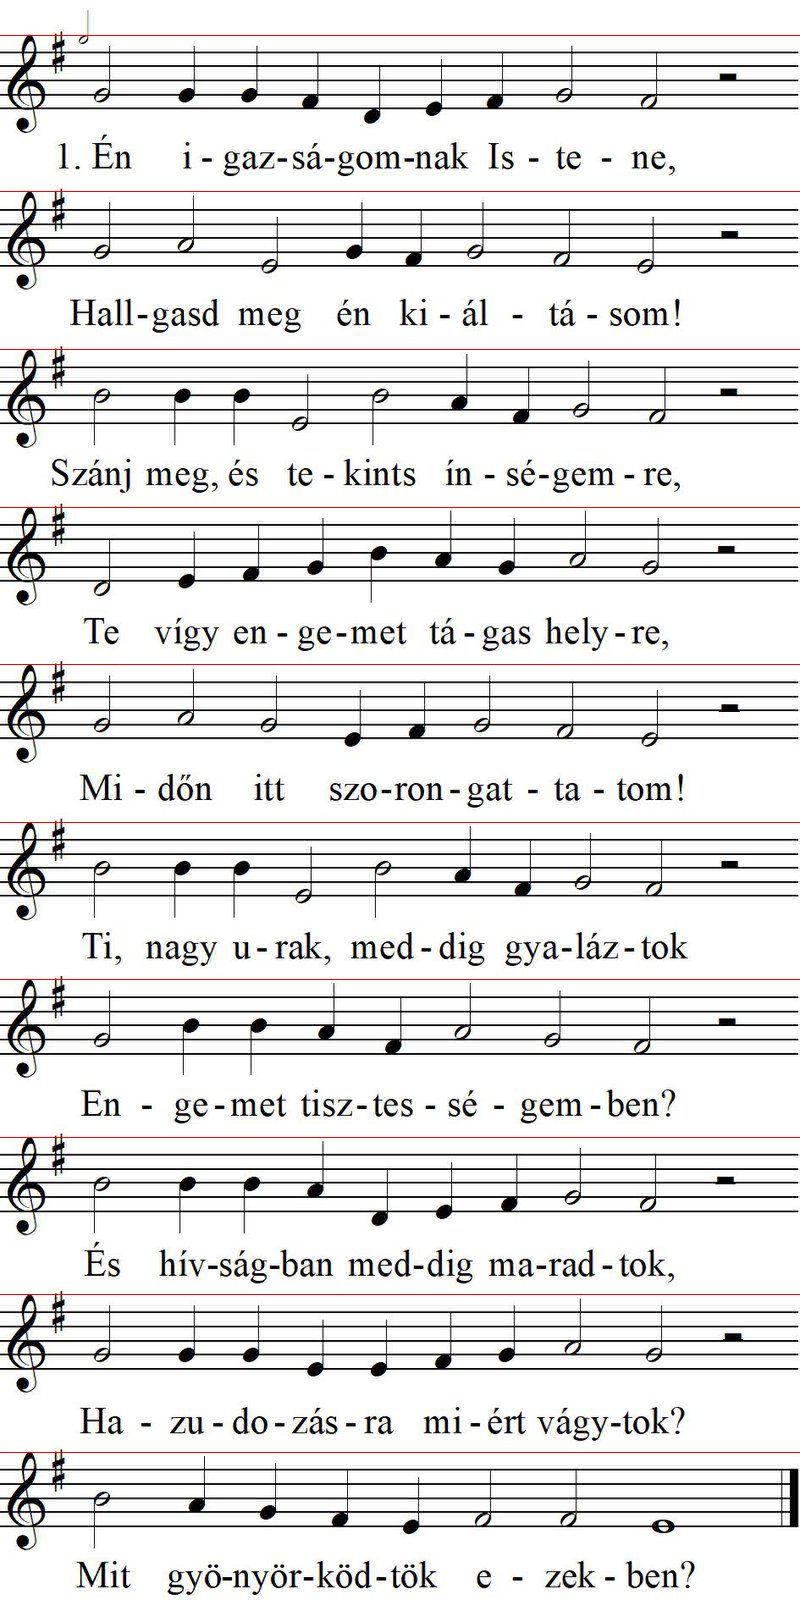 1. Én i - gaz-sá-gom-nak Is - te - ne,
Hall-gasd meg én ki - ál - tá - som!
Szánj meg, és te - kints ín - sé-gem - re,
Te vígy en - ge-met tá - gas hely - re,
Mi - dőn itt szo-ron-gat - ta - tom!
Ti, nagy u - rak, med - dig gya-láz - tok
En - ge-met tisz-tes - sé - gem-ben?
És hív-ság-ban med-dig ma-rad - tok,
Ha - zu - do - zás - ra mi - ért vágy-tok?
Mit gyö-nyör-köd-tök e - zek - ben?